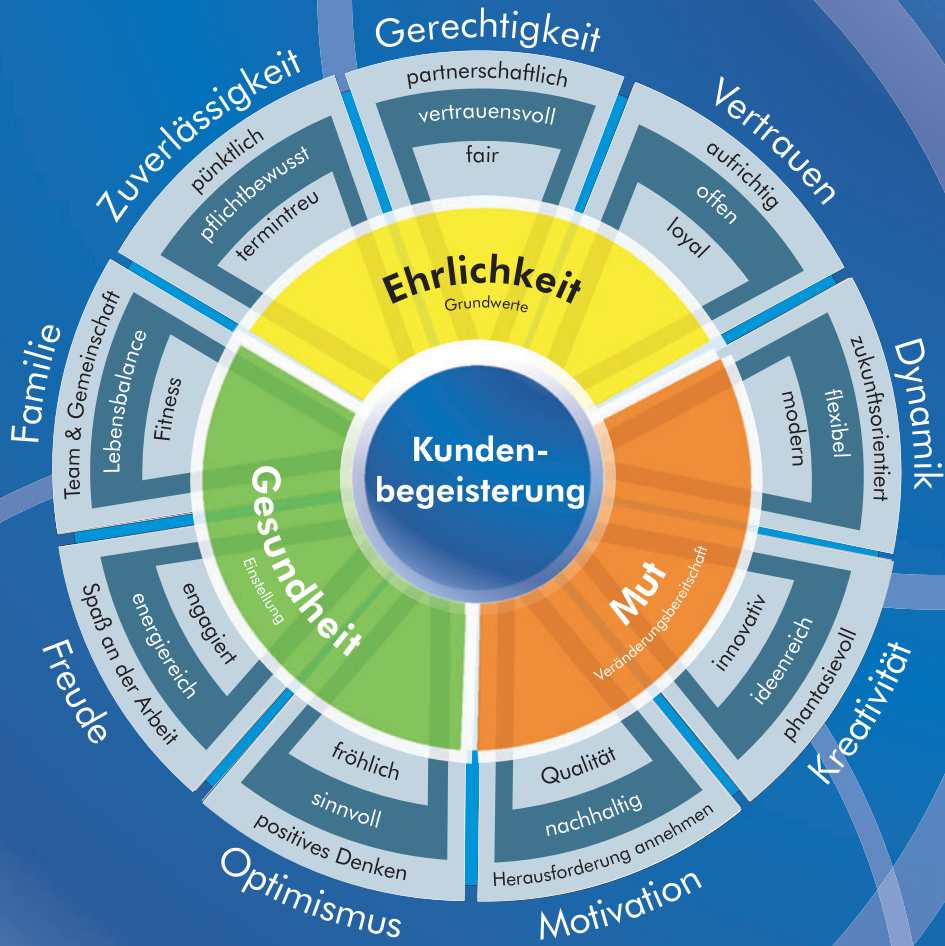 Gerechtigkeit
partnerschaftlich
vertrauensvoll
fair
Vertrauen
aufrichtig
offen
loyal
Dynamik
zukunftsorientiert
flexibel
modern
Kreativität
phantasievoll
ideenreich
innovativ
Motivation
Herausforderung annehmen
nachhaltig
Qualität
Optimismus
positives Denken
sinnvoll
fröhlich
Freude
Spaß an der Arbeit
energiereich
engagiert
Familie
Team & Gemeinschaft
Lebensbalance
Fitness
Zuverlässigkeit
pünktlich
pflichtbewusst
termintreu
Ehrlichkeit
Grundwerte
Mut
Veränderungsbereitschaft
Gesundheit
Einstellung
Kunden-
begeisterung